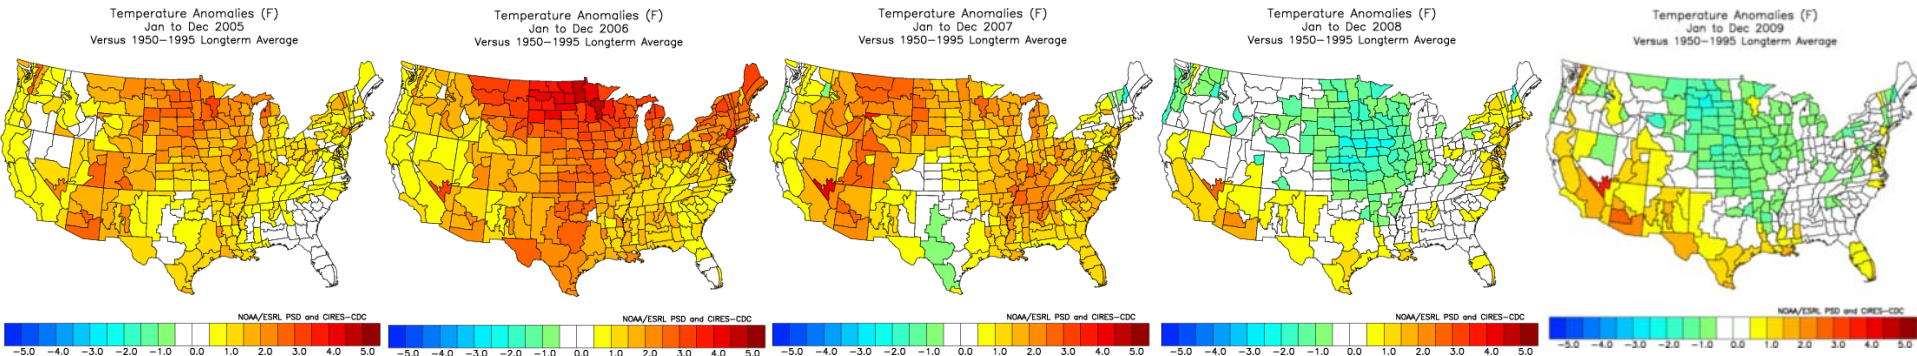 Temperature Anomalies (F)
Jan to Dec 2005
Versus 1950-1995 Longterm Average
NOAA/ESRL PSD and CIRES-CDC
-5.0 -4.0 -3.0 -2.0 -1.0 0.0 1.0 2.0 3.0 4.0 5.0
Temperature Anomalies (F)
Jan to Dec 2006
Versus 1950-1995 Longterm Average
NOAA/ESRL PSD and CIRES-CDC
-5.0 -4.0 -3.0 -2.0 -1.0 0.0 1.0 2.0 3.0 4.0 5.0
Temperature Anomalies (F)
Jan to Dec 2007
Versus 1950-1995 Longterm Average
NOAA/ESRL PSD and CIRES-CDC
-5.0 -4.0 -3.0 -2.0 -1.0 0.0 1.0 2.0 3.0 4.0 5.0
Temperature Anomalies (F)
Jan to Dec 2008
Versus 1950-1995 Longterm Average
NOAA/ESRL PSD and CIRES-CDC
-5.0 -4.0 -3.0 -2.0 -1.0 0.0 1.0 2.0 3.0 4.0 5.0
Temperature Anomalies (F)
Jan to Dec 2009
Versus 1950-1995 Longterm Average
NOAA/ESRL PSD and CIRES-CDC
-5.0 -4.0 -3.0 -2.0 -1.0 0.0 1.0 2.0 3.0 4.0 5.0